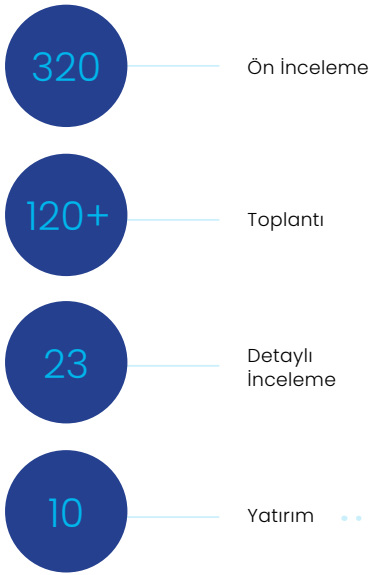 320
Ön İnceleme
120+
Toplantı
23
Detaylı
İnceleme
10
Yatırım